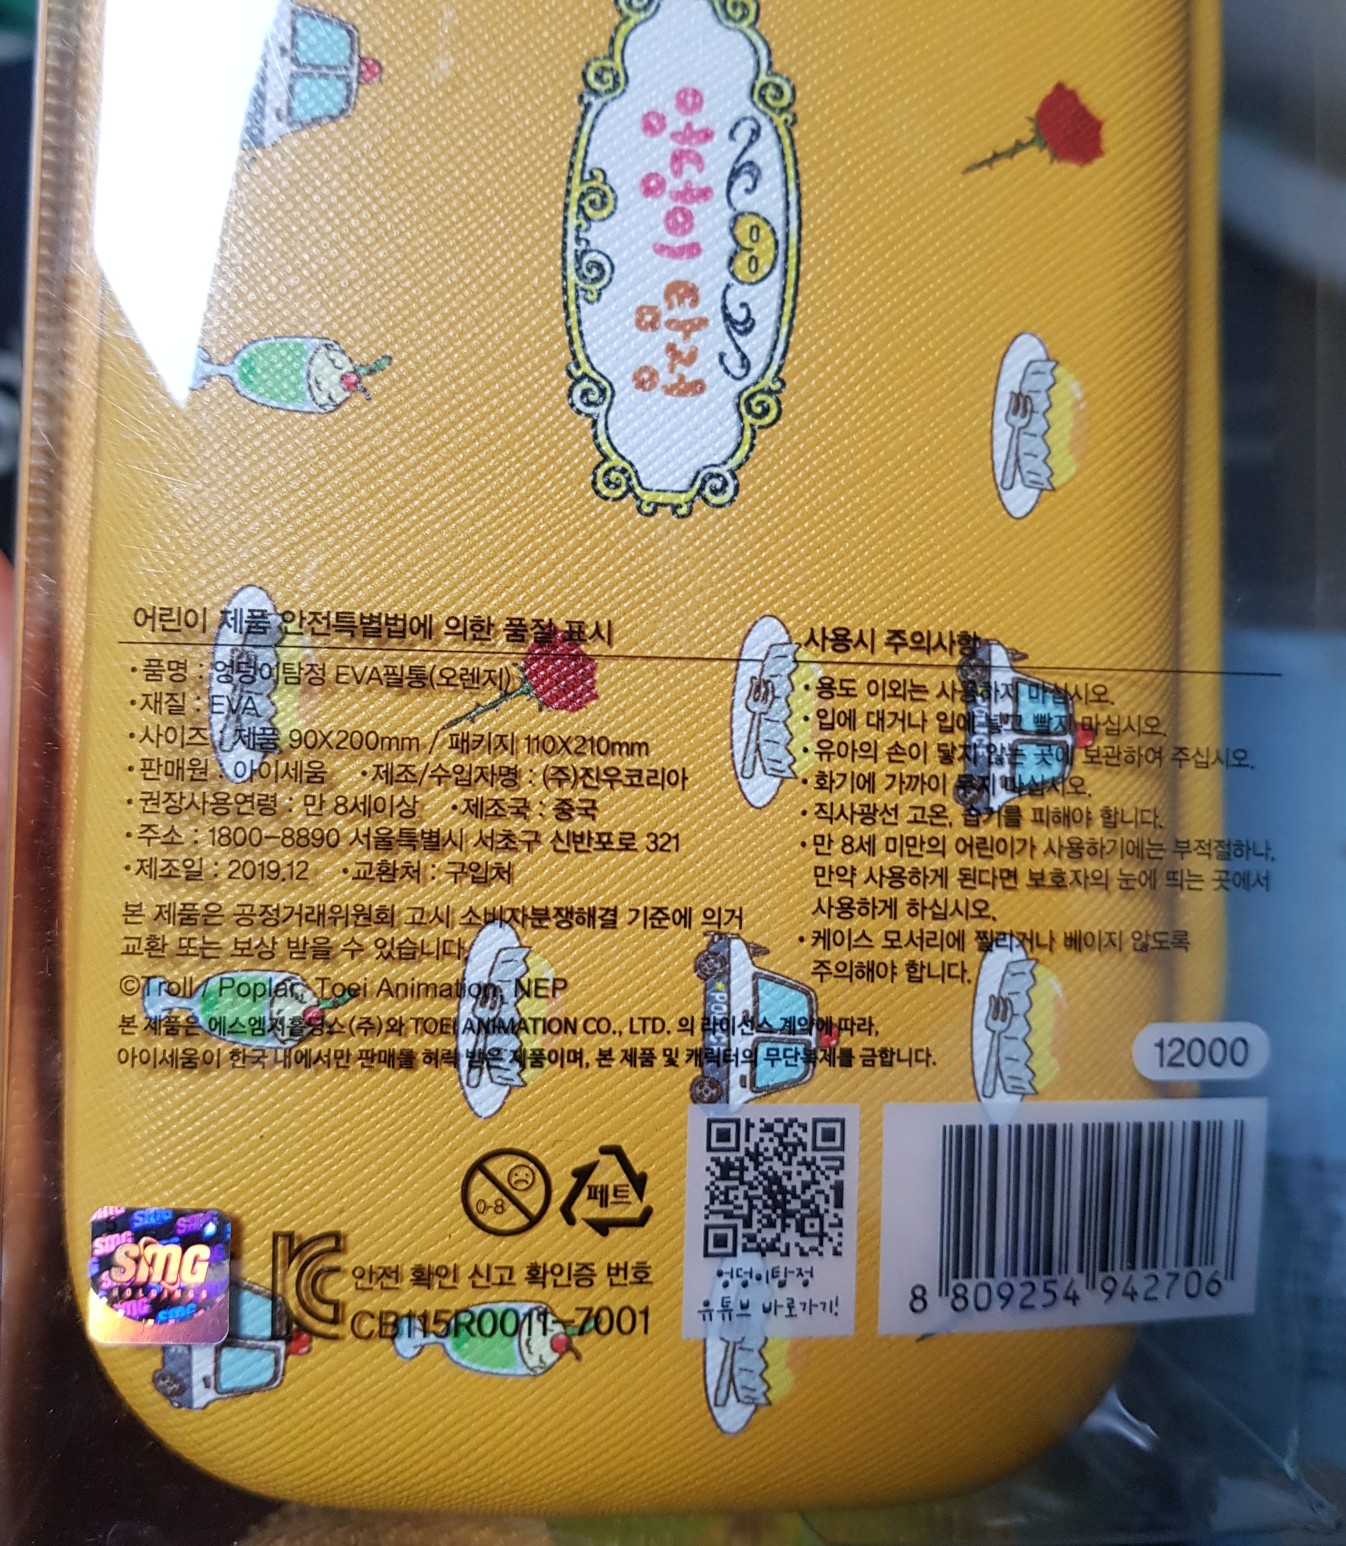 어린이 제품 안전특별법에 의한 품질 표시
•품명 : 엉덩이탐정 EVA필통(오렌지)
•재질 : EVA
•사이즈 : 제품 90X200mm / 패키지 110X210mm
•판매원 : 아이세움 •제조/수입자명 : (주)진우코리아
•권장사용연령 : 만 8세이상 •제조국 : 중국
•주소 : 1800-8890 서울특별시 서초구 신반포로 321
•제조일 : 2019.12 •교환처 : 구입처
본 제품은 공정거래위원회 고시 소비자분쟁해결 기준에 의거
교환 또는 보상 받을 수 있습니다.
©Troll / Poplar, Toei Animation, NEP
본 제품은 에스엠지홀딩스(주)와 TOEI ANIMATION CO., LTD. 의 라이선스 계약에 따라,
아이세움이 한국 내에서만 판매를 허락 받은 제품이며, 본 제품 및 캐릭터의 무단복제를 금합니다.
사용시 주의사항
•용도 이외는 사용하지 마십시오.
•입에 대거나 입에 넣고 빨지 마십시오.
•유아의 손이 닿지 않는 곳에 보관하여 주십시오.
•화기에 가까이 두지 마십시오.
•직사광선 고온, 습기를 피해야 합니다.
•만 8세 미만의 어린이가 사용하기에는 부적절하나,
만약 사용하게 된다면 보호자의 눈에 띄는 곳에서
사용하게 하십시오.
•케이스 모서리에 찔리거나 베이지 않도록
주의해야 합니다.
12000
POLICE
0-8
페트
SMG
안전 확인 신고 확인증 번호
CB115R0011-7001
엉덩이탐정
유튜브 바로가기!
8 809254 942706